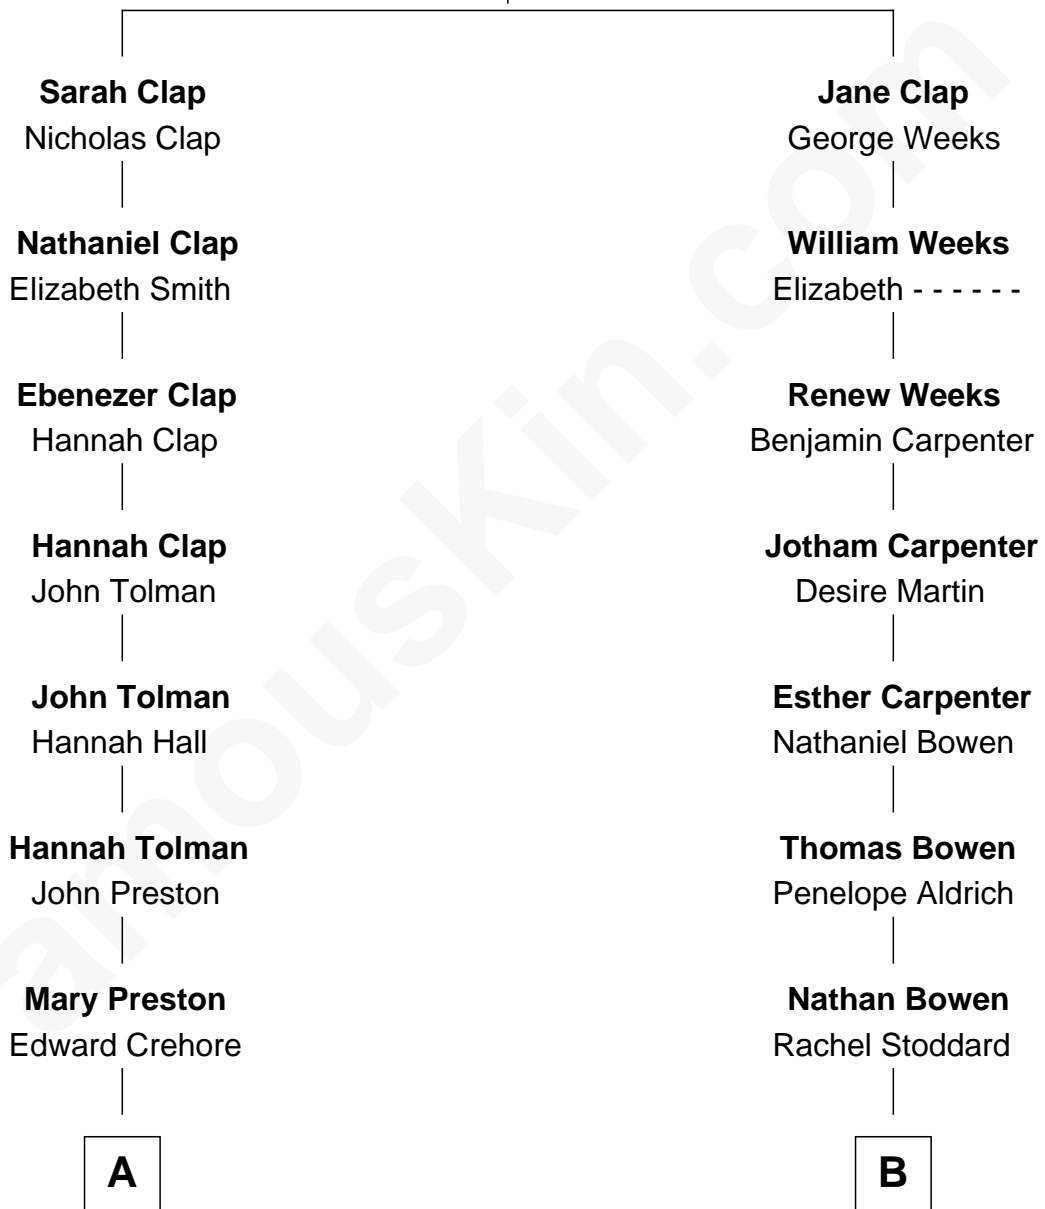 Sarah Clap
Nicholas Clap
Nathaniel Clap
Elizabeth Smith
Ebenezer Clap
Hannah Clap
Hannah Clap
John Tolman
John Tolman
Hannah Hall
Hannah Tolman
John Preston
Mary Preston
Edward Crehore
A
Jane Clap
George Weeks
William Weeks
Elizabeth - - - - - -
Renew Weeks
Benjamin Carpenter
Jotham Carpenter
Desire Martin
Esther Carpenter
Nathaniel Bowen
Thomas Bowen
Penelope Aldrich
Nathan Bowen
Rachel Stoddard
B
amousKin.com